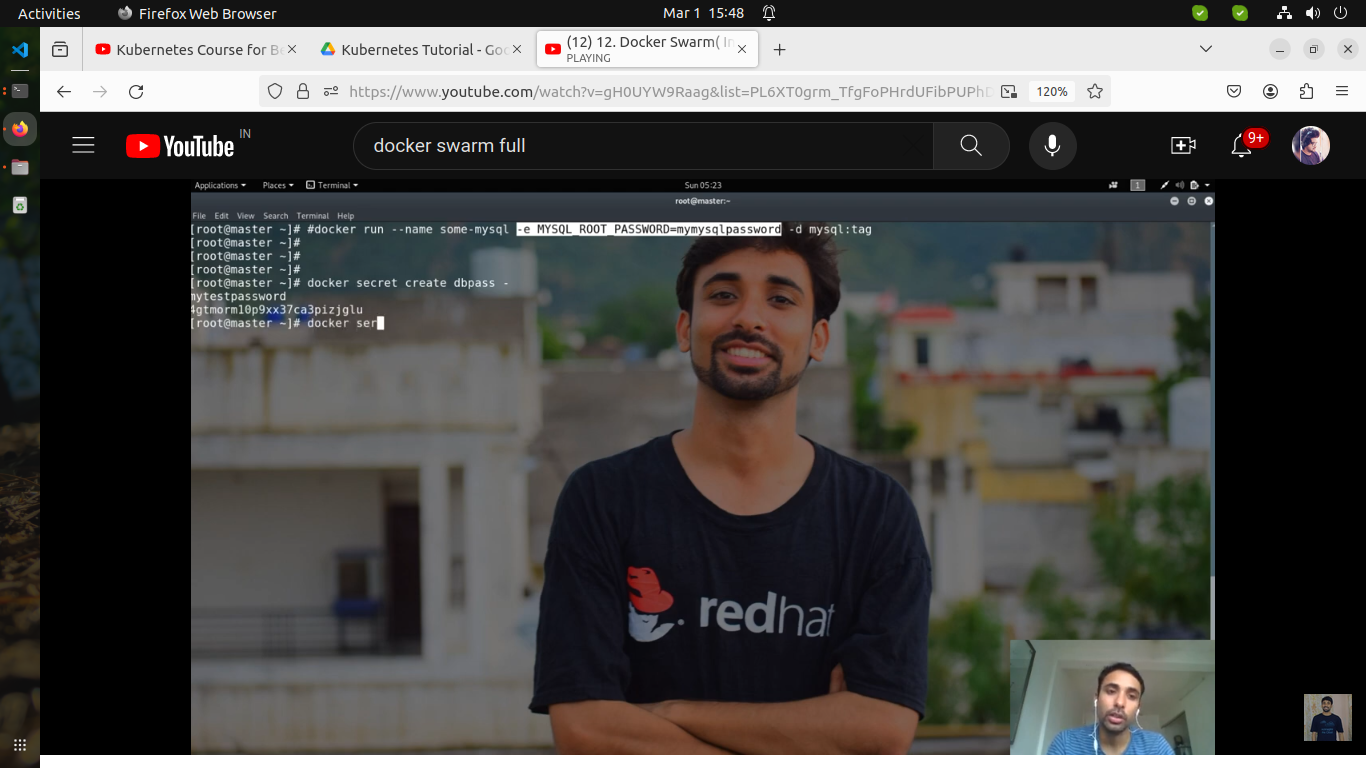 Activities
Firefox Web Browser
Mar 1 15:48
Kubernetes Course for Be
Kubernetes Tutorial - Goo
(12) 12. Docker Swarm( In
PLAYING
https://www.youtube.com/watch?v=gH0UYW9Raag&list=PL6XT0grm_TfgFoPHrdUFibPUPhD
120%
YouTube IN
docker swarm full
9+
Applications
Places
Terminal
Sun 05:23
1
root@master:~
File Edit View Search Terminal Help
[root@master ~]# #docker run --name some-mysql -e MYSQL_ROOT_PASSWORD=mymysqlpassword -d mysql:tag
[root@master ~]#
[root@master ~]#
[root@master ~]#
[root@master ~]# docker secret create dbpass -
mytestpassword
4gtmorm10p9xx37ca3pizjglu
[root@master ~]# docker ser
redhat